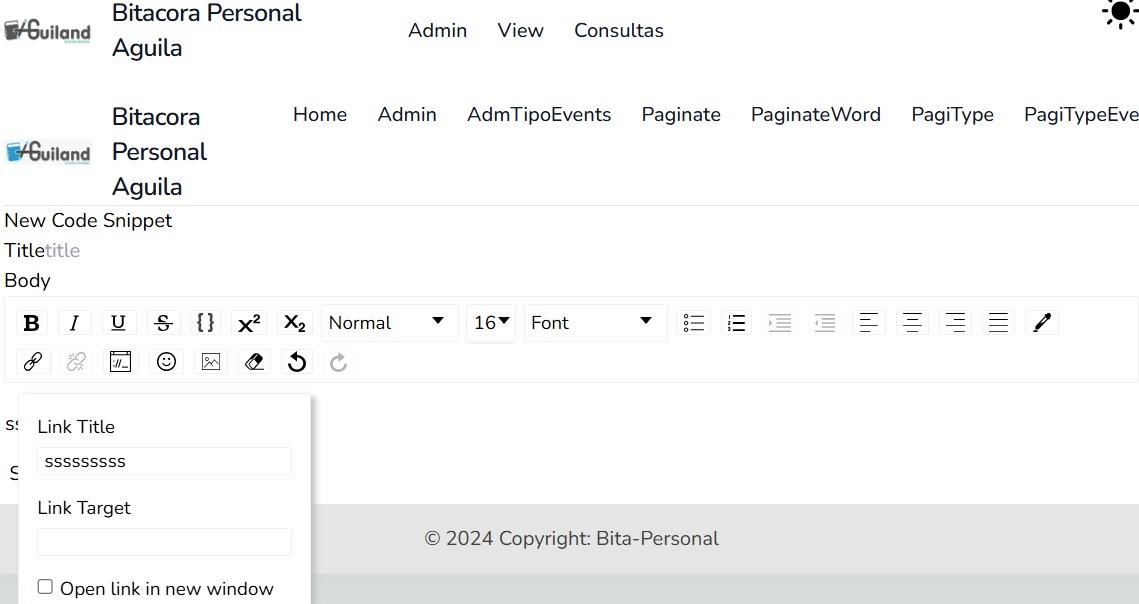 Guiland
Bitacora Personal
Aguila
Admin View Consultas
Guiland
Bitacora
Personal
Aguila
Home Admin AdmTipoEvents Paginate PaginateWord PagiType PagiTypeEve
New Code Snippet
Titletitle
Body
B I U S {} X² X₂ Normal 16 Font
ss
Link Title
sssssssss
S
Link Target
© 2024 Copyright: Bita-Personal
Open link in new window